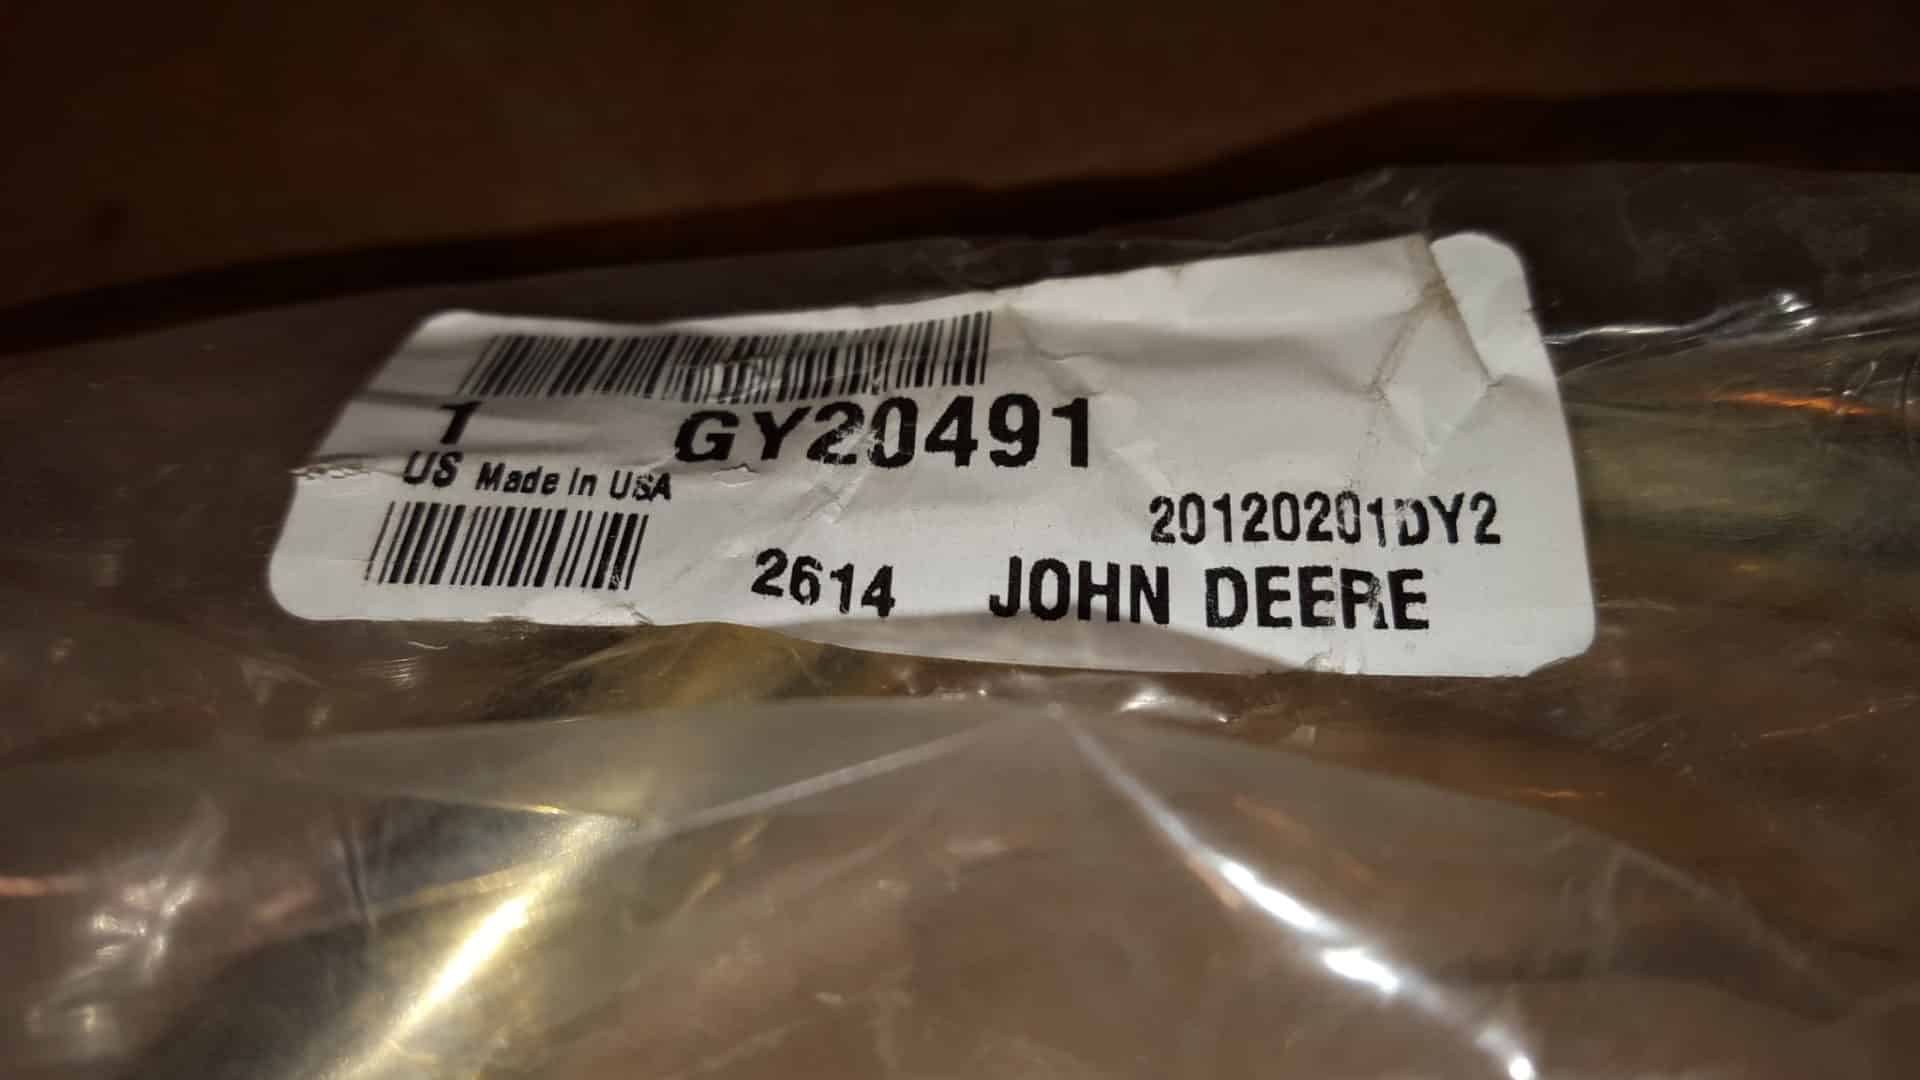 1 GY20491
US Made In USA
20120201DY2
2614 JOHN DEERE